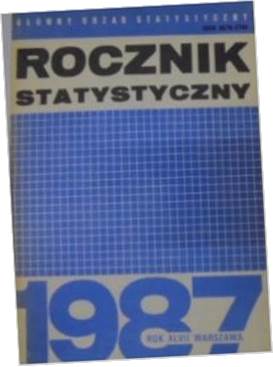 GŁÓWNY URZĄD STATYSTYCZNY
ROCZNIK
STATYSTYCZNY
1987
ROK XLVII WARSZAWA